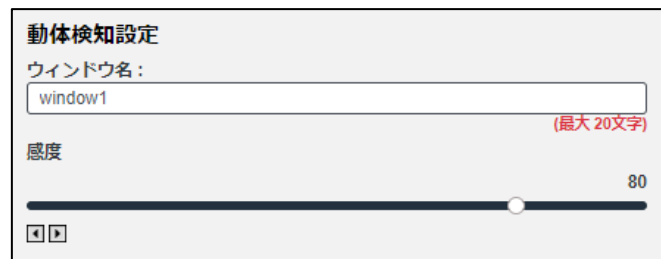 動体検知設定
ウィンドウ名 :
window1
(最大 20文字)
感度
80